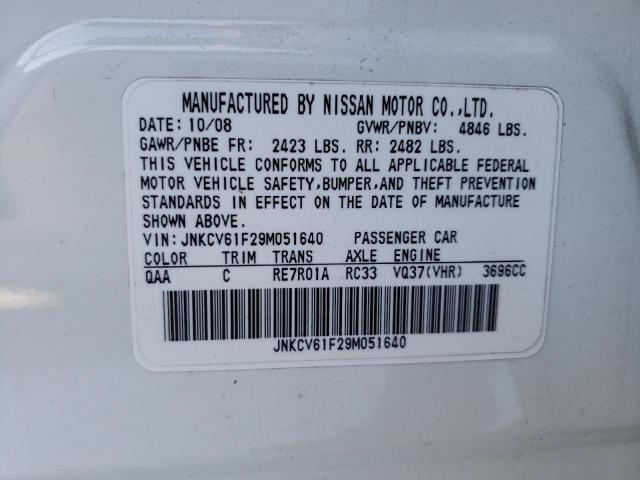 MANUFACTURED BY NISSAN MOTOR CO.,LTD.
DATE: 10/08 GVWR/PNBV: 4846 LBS.
GAWR/PNBE FR: 2423 LBS. RR: 2482 LBS.
THIS VEHICLE CONFORMS TO ALL APPLICABLE FEDERAL
MOTOR VEHICLE SAFETY,BUMPER,AND THEFT PREVENTION
STANDARDS IN EFFECT ON THE DATE OF MANUFACTURE
SHOWN ABOVE.
VIN: JNKCV61F29M051640 PASSENGER CAR
COLOR TRIM TRANS AXLE ENGINE
QAA C RE7R01A RC33 VQ37(VHR) 3696CC
JNKCV61F29M051640